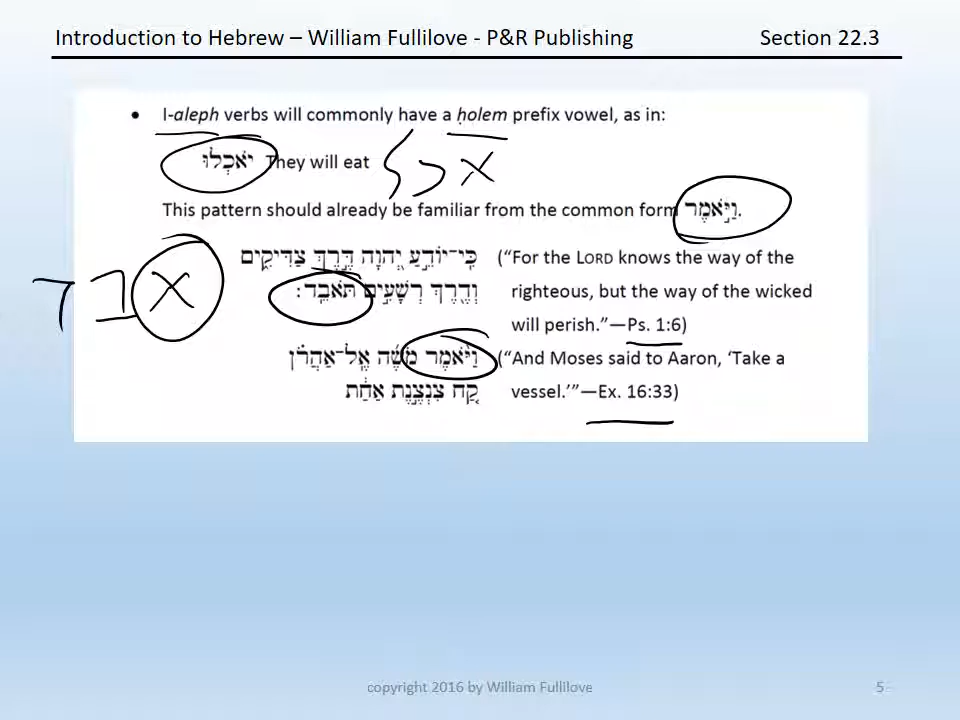 Introduction to Hebrew – William Fullilove - P&R Publishing Section 22.3
• I-aleph verbs will commonly have a ḥolem prefix vowel, as in:
יֹאכְלוּ They will eat
אכל
This pattern should already be familiar from the common form וַיֹּ֣אמֶר.
כִּֽי־יוֹדֵ֣עַ יְ֭הוָה דֶּ֣רֶךְ צַדִּיקִ֑ים ("For the LORD knows the way of the
וְדֶ֖רֶךְ רְשָׁעִ֣ים תֹּאבֵֽד׃ righteous, but the way of the wicked
אבד
will perish."—Ps. 1:6)
וַיֹּ֨אמֶר מֹשֶׁ֜ה אֶֽל־אַהֲרֹ֗ן ("And Moses said to Aaron, 'Take a
קַ֚ח צִנְצֶ֣נֶת אַחַ֔ת vessel.'"—Ex. 16:33)
copyright 2016 by William Fullilove 5